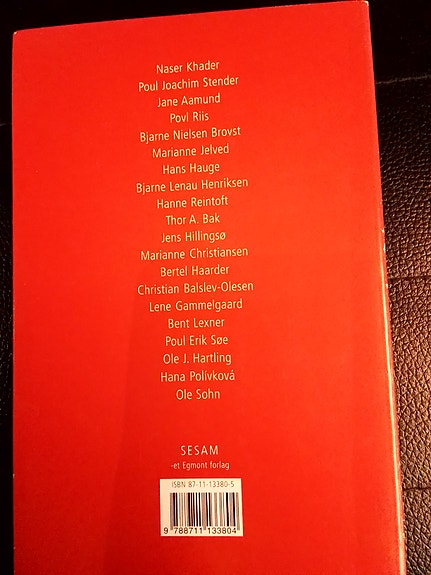 Naser Khader
Poul Joachim Stender
Jane Aamund
Povl Riis
Bjarne Nielsen Brovst
Marianne Jelved
Hans Hauge
Bjarne Lenau Henriksen
Hanne Reintoft
Thor A. Bak
Jens Hillingsø
Marianne Christiansen
Bertel Haarder
Christian Balslev-Olesen
Lene Gammelgaard
Bent Lexner
Poul Erik Søe
Ole J. Hartling
Hana Polívková
Ole Sohn
SESAM
-et Egmont forlag
ISBN 87-11-13380-5
9 788711 133804